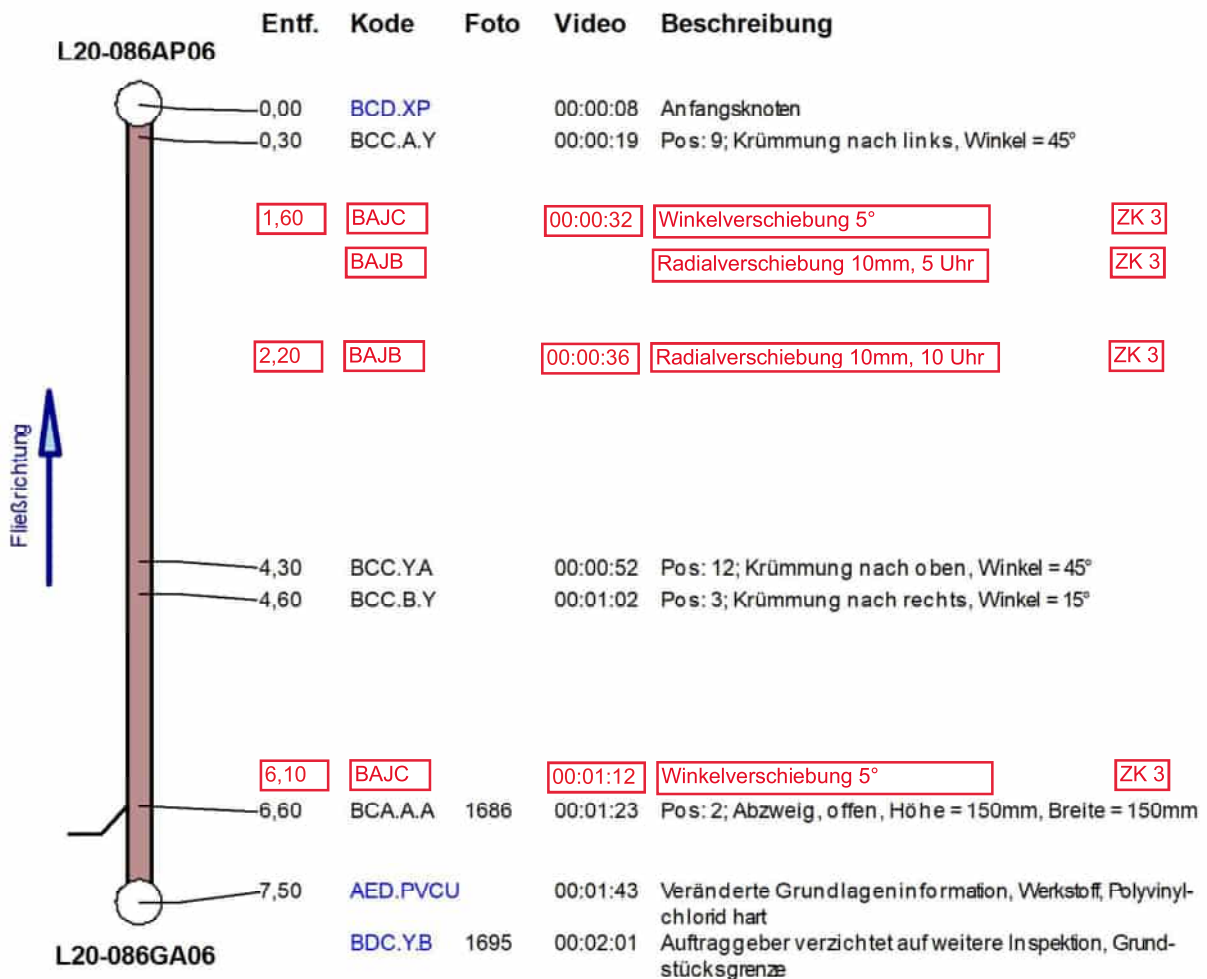 Entf. Kode Foto Video Beschreibung
L20-086AP06
0,00 BCD.XP 00:00:08 Anfangsknoten
0,30 BCC.A.Y 00:00:19 Pos: 9; Krümmung nach links, Winkel = 45°
1,60 BAJC 00:00:32 Winkelverschiebung 5° ZK 3
BAJB Radialverschiebung 10mm, 5 Uhr ZK 3
2,20 BAJB 00:00:36 Radialverschiebung 10mm, 10 Uhr ZK 3
Fließrichtung
4,30 BCC.Y.A 00:00:52 Pos: 12; Krümmung nach oben, Winkel = 45°
4,60 BCC.B.Y 00:01:02 Pos: 3; Krümmung nach rechts, Winkel = 15°
6,10 BAJC 00:01:12 Winkelverschiebung 5° ZK 3
6,60 BCA.A.A 1686 00:01:23 Pos: 2; Abzweig, offen, Höhe = 150mm, Breite = 150mm
7,50 AED.PVCU 00:01:43 Veränderte Grundlageninformation, Werkstoff, Polyvinyl-
chlorid hart
L20-086GA06
BDC.Y.B 1695 00:02:01 Auftraggeber verzichtet auf weitere Inspektion, Grund-
stücksgrenze